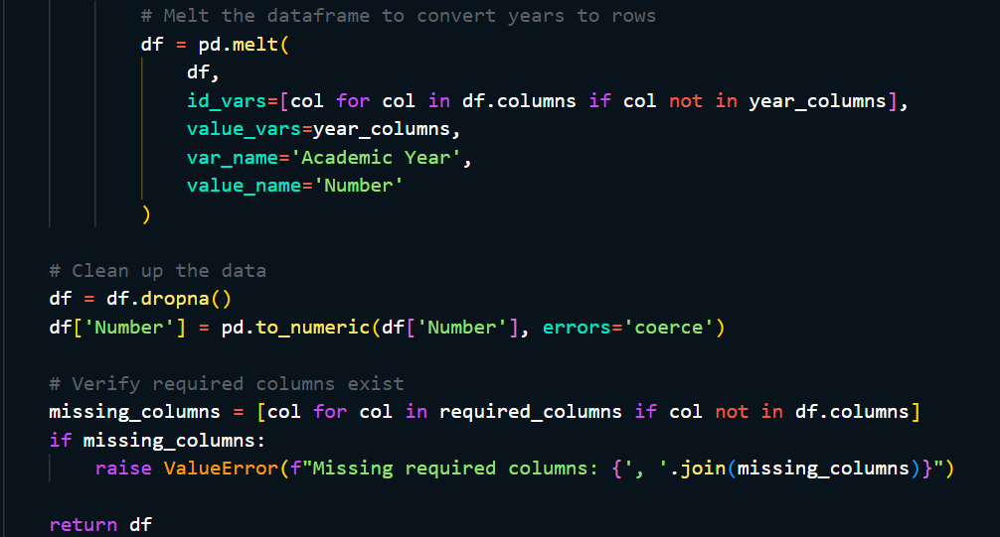 # Melt the dataframe to convert years to rows
df = pd.melt(
df,
id_vars=[col for col in df.columns if col not in year_columns],
value_vars=year_columns,
var_name='Academic Year',
value_name='Number'
)
# Clean up the data
df = df.dropna()
df['Number'] = pd.to_numeric(df['Number'], errors='coerce')
# Verify required columns exist
missing_columns = [col for col in required_columns if col not in df.columns]
if missing_columns:
raise ValueError(f"Missing required columns: {', '.join(missing_columns)}")
return df